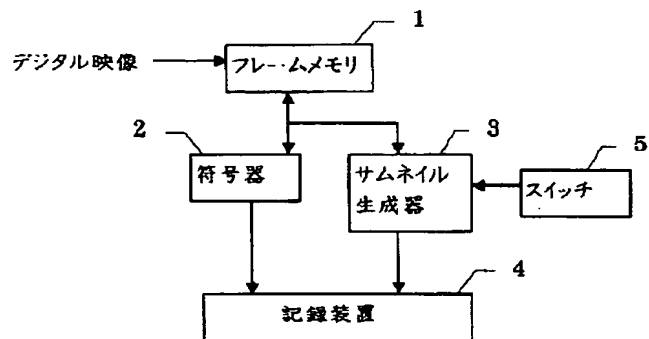 1
デジタル映像
フレームメモリ
2
3
5
符号器
サムネイル
生成器
スイッチ
4
記録装置